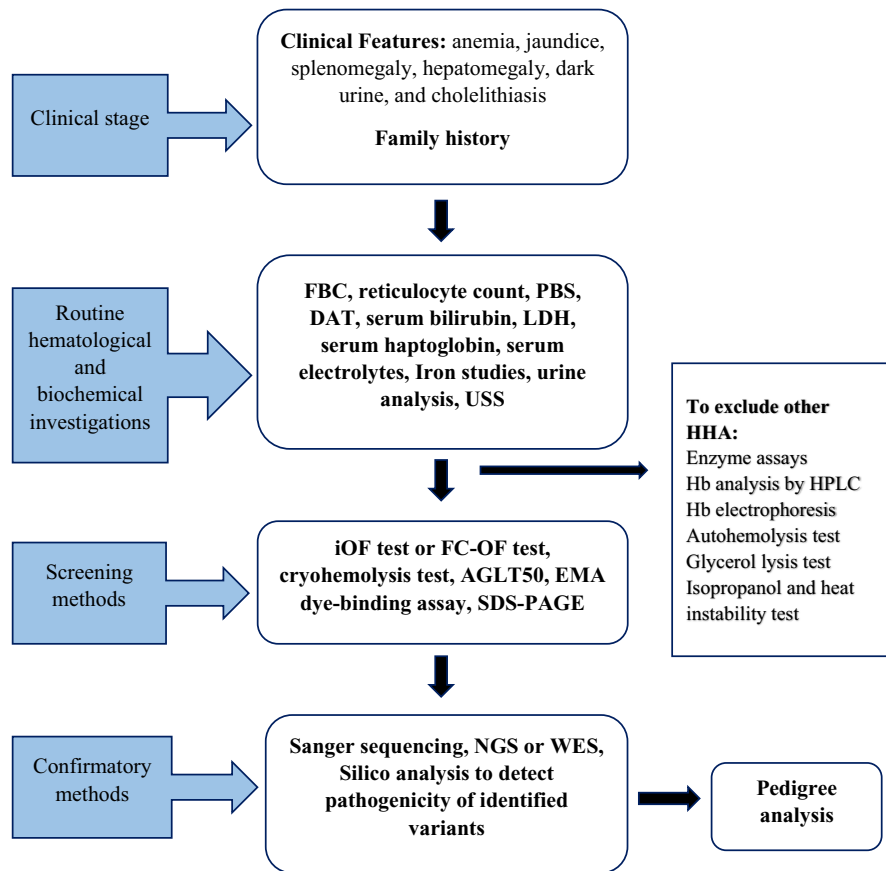 Clinical stage
Clinical Features: anemia, jaundice,
splenomegaly, hepatomegaly, dark
urine, and cholelithiasis
Family history
Routine
hematological
and
biochemical
investigations
FBC, reticulocyte count, PBS,
DAT, serum bilirubin, LDH,
serum haptoglobin, serum
electrolytes, Iron studies, urine
analysis, USS
To exclude other
HHA:
Enzyme assays
Hb analysis by HPLC
Hb electrophoresis
Autohemolysis test
Glycerol lysis test
Isopropanol and heat
instability test
Screening
methods
iOF test or FC-OF test,
cryohemolysis test, AGLT50, EMA
dye-binding assay, SDS-PAGE
Confirmatory
methods
Sanger sequencing, NGS or WES,
Silico analysis to detect
pathogenicity of identified
variants
Pedigree
analysis